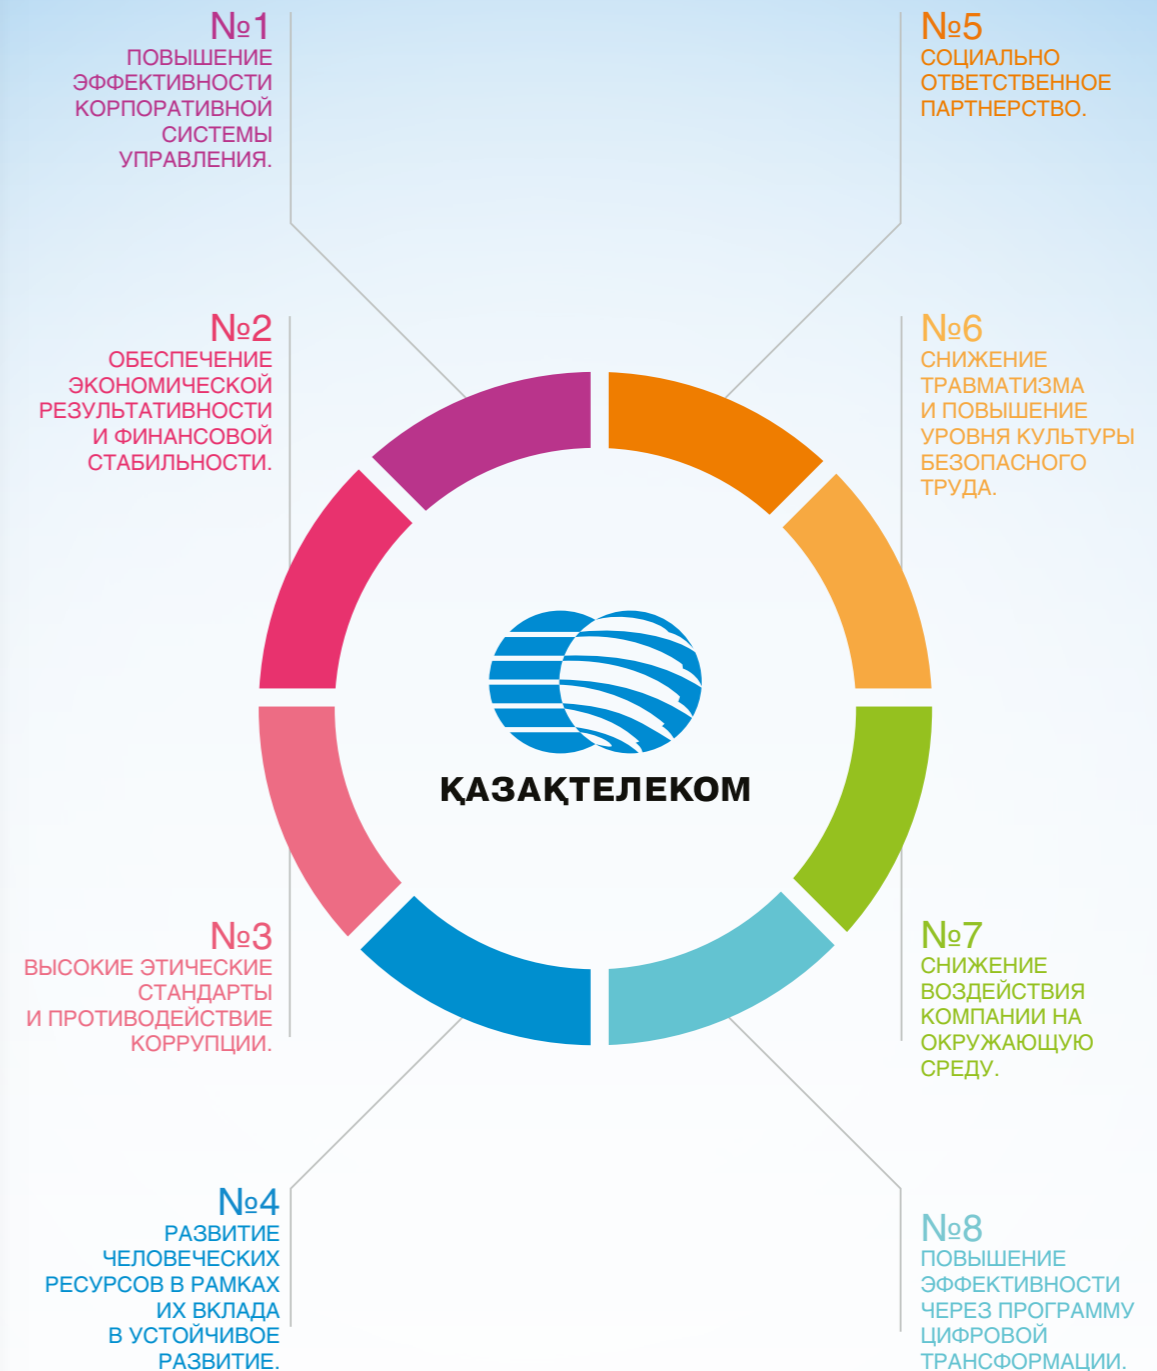 №1
ПОВЫШЕНИЕ
ЭФФЕКТИВНОСТИ
КОРПОРАТИВНОЙ
СИСТЕМЫ
УПРАВЛЕНИЯ.
№2
ОБЕСПЕЧЕНИЕ
ЭКОНОМИЧЕСКОЙ
РЕЗУЛЬТАТИВНОСТИ
И ФИНАНСОВОЙ
СТАБИЛЬНОСТИ.
№3
ВЫСОКИЕ ЭТИЧЕСКИЕ
СТАНДАРТЫ
И ПРОТИВОДЕЙСТВИЕ
КОРРУПЦИИ.
№4
РАЗВИТИЕ
ЧЕЛОВЕЧЕСКИХ
РЕСУРСОВ В РАМКАХ
ИХ ВКЛАДА
В УСТОЙЧИВОЕ
РАЗВИТИЕ.
ҚАЗАҚТЕЛЕКОМ
№5
СОЦИАЛЬНО
ОТВЕТСТВЕННОЕ
ПАРТНЕРСТВО.
№6
СНИЖЕНИЕ
ТРАВМАТИЗМА
И ПОВЫШЕНИЕ
УРОВНЯ КУЛЬТУРЫ
БЕЗОПАСНОГО
ТРУДА.
№7
СНИЖЕНИЕ
ВОЗДЕЙСТВИЯ
КОМПАНИИ НА
ОКРУЖАЮЩУЮ
СРЕДУ.
№8
ПОВЫШЕНИЕ
ЭФФЕКТИВНОСТИ
ЧЕРЕЗ ПРОГРАММУ
ЦИФРОВОЙ
ТРАНСФОРМАЦИИ.